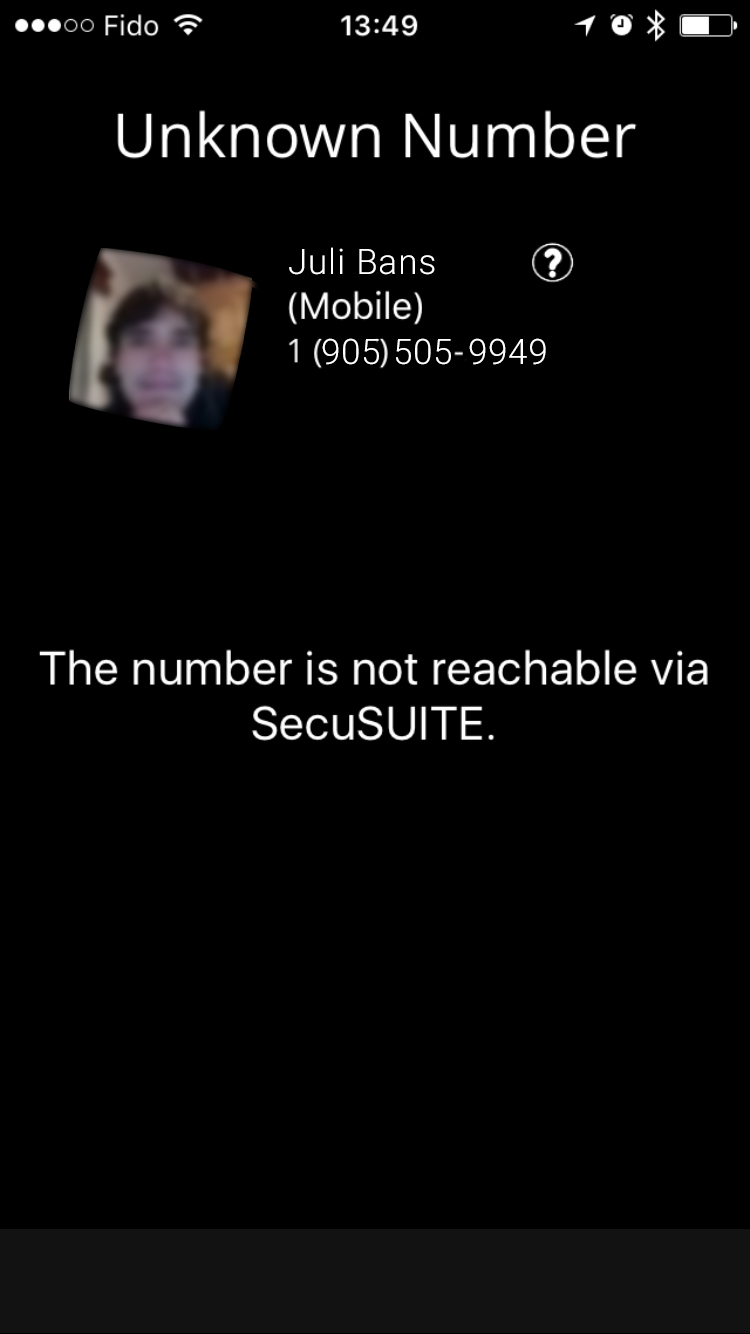 Fido 13:49
Unknown Number
Juli Bans
(Mobile)
1 (905) 505-9949
The number is not reachable via
SecuSUITE.